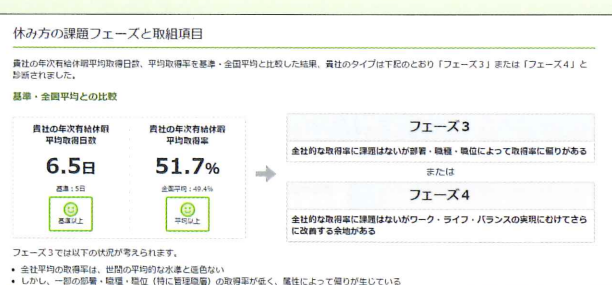 休み方の課題フェーズと取組項目
貴社の年次有給休暇平均取得日数、平均取得率を基準・全国平均と比較した結果、貴社のタイプは下記のとおり「フェーズ3」または「フェーズ4」と
診断されました。
基準・全国平均との比較
貴社の年次有給休暇
平均取得日数
6.5日
基準:5日
基準以上
貴社の年次有給休暇
平均取得率
51.7%
全国平均:49.4%
平均以上
フェーズ3
全社的な取得率に課題はないが部署・職種・職位によって取得率に偏りがある
または
フェーズ4
全社的な取得率に課題はないがワーク・ライフ・バランスの実現にむけてさら
に改善する余地がある
フェーズ3では以下の状況が考えられます。
• 全社平均の取得率は、世間の平均的な水準と遜色ない
• しかし、一部の部署・職種・職位(特に管理職層)の取得率が低く、属性によって偏りが生じている